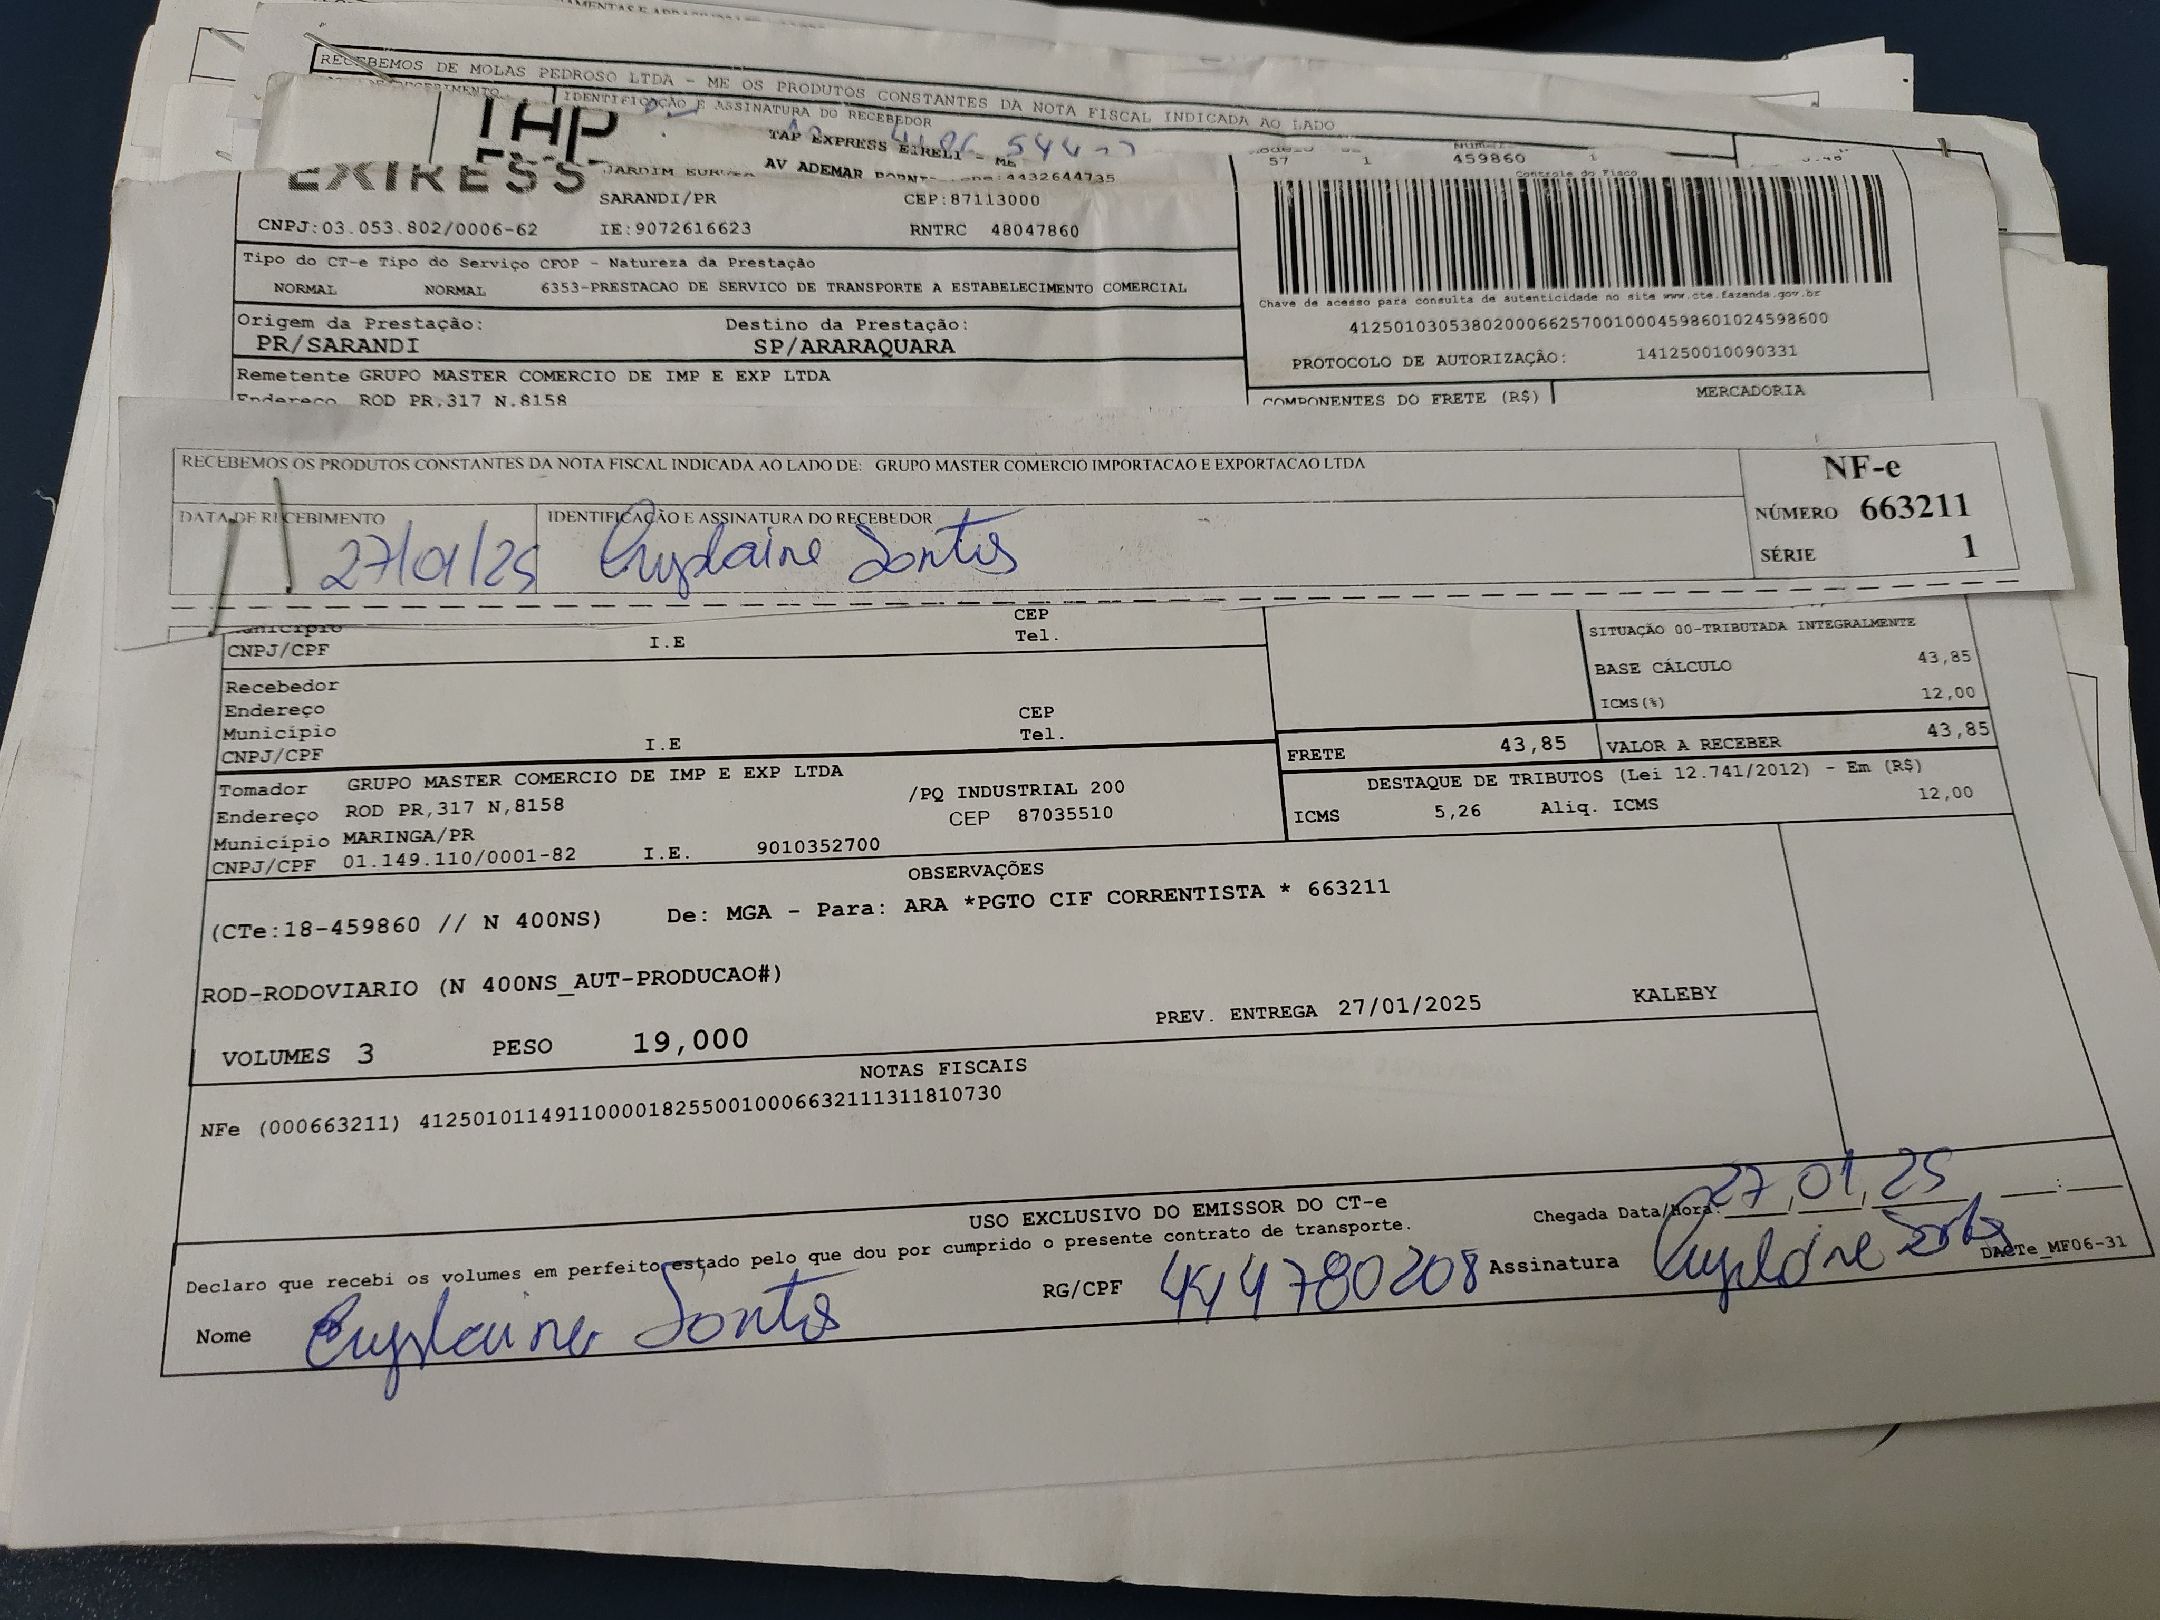 RECEBEMOS DE MOLAS PEDROSO LTDA - ME OS PRODUTOS CONSTANTES DA NOTA FISCAL INDICADA AO LADO
IDENTIFICAÇÃO E ASSINATURA DO RECEBEDOR
TAP
EXPRESS
TAP EXPRESS EIRELI - ME
AV ADEMAR
4432644735
57 1 459860
Controle do Fisco
SARANDI/PR CEP:87113000
CNPJ:03.053.802/0006-62 IE:9072616623 RNTRC 48047860
Tipo do CT-e Tipo do Serviço CFOP - Natureza da Prestação
NORMAL NORMAL 6353-PRESTACAO DE SERVICO DE TRANSPORTE A ESTABELECIMENTO COMERCIAL
Chave de acesso para consulta de autenticidade no site www.cte.fazenda.gov.br
41250103053802000662570010004598601024598600
Origem da Prestação: Destino da Prestação:
PR/SARANDI SP/ARARAQUARA
PROTOCOLO DE AUTORIZAÇÃO: 141250010090331
Remetente GRUPO MASTER COMERCIO DE IMP E EXP LTDA
Endereço ROD PR,317 N.8158
COMPONENTES DO FRETE (R$) MERCADORIA
RECEBEMOS OS PRODUTOS CONSTANTES DA NOTA FISCAL INDICADA AO LADO DE: GRUPO MASTER COMERCIO IMPORTACAO E EXPORTACAO LTDA
NF-e
NÚMERO 663211
SÉRIE 1
DATA DE RECEBIMENTO IDENTIFICAÇÃO E ASSINATURA DO RECEBEDOR
27/01/25
Município CEP
CNPJ/CPF I.E Tel.
SITUAÇÃO 00-TRIBUTADA INTEGRALMENTE
BASE CÁLCULO 43,85
ICMS(%) 12,00
Recebedor
Endereço
Município CEP
CNPJ/CPF I.E Tel.
FRETE 43,85 VALOR A RECEBER 43,85
DESTAQUE DE TRIBUTOS (Lei 12.741/2012) - Em (R$)
ICMS 5,26 Aliq. ICMS 12,00
Tomador GRUPO MASTER COMERCIO DE IMP E EXP LTDA
Endereço ROD PR,317 N,8158 /PQ INDUSTRIAL 200
Município MARINGA/PR CEP 87035510
CNPJ/CPF 01.149.110/0001-82 I.E. 9010352700
OBSERVAÇÕES
(CTe:18-459860 // N 400NS) De: MGA - Para: ARA *PGTO CIF CORRENTISTA * 663211
ROD-RODOVIARIO (N 400NS_AUT-PRODUCAO#)
VOLUMES 3 PESO 19,000 PREV. ENTREGA 27/01/2025 KALEBY
NOTAS FISCAIS
NFe (000663211) 41250101149110000182550010006632111311810730
USO EXCLUSIVO DO EMISSOR DO CT-e
Declaro que recebi os volumes em perfeito estado pelo que dou por cumprido o presente contrato de transporte.
Chegada Data/Hora: 27/01/25 __:__
Nome RG/CPF Assinatura
DACTe_MF06-31